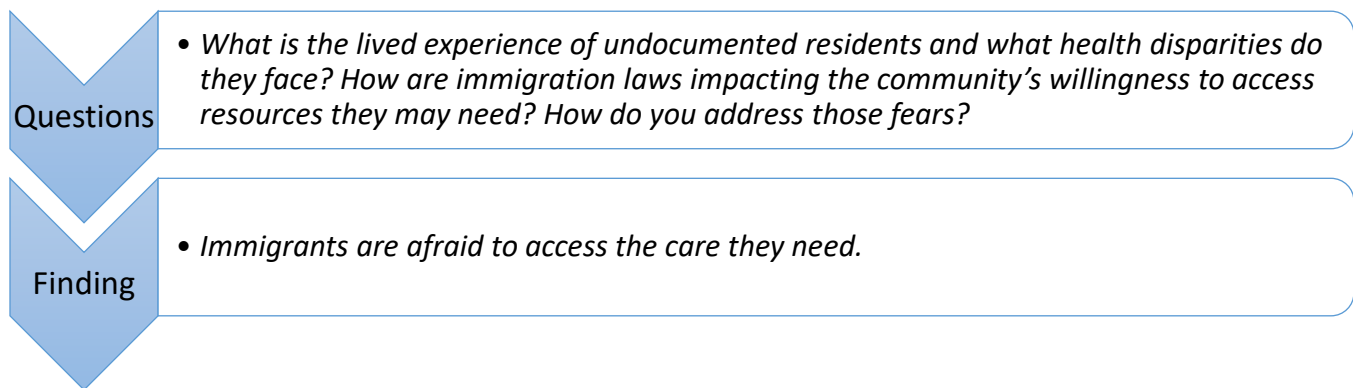 Questions
• What is the lived experience of undocumented residents and what health disparities do
they face? How are immigration laws impacting the community’s willingness to access
resources they may need? How do you address those fears?
Finding
• Immigrants are afraid to access the care they need.